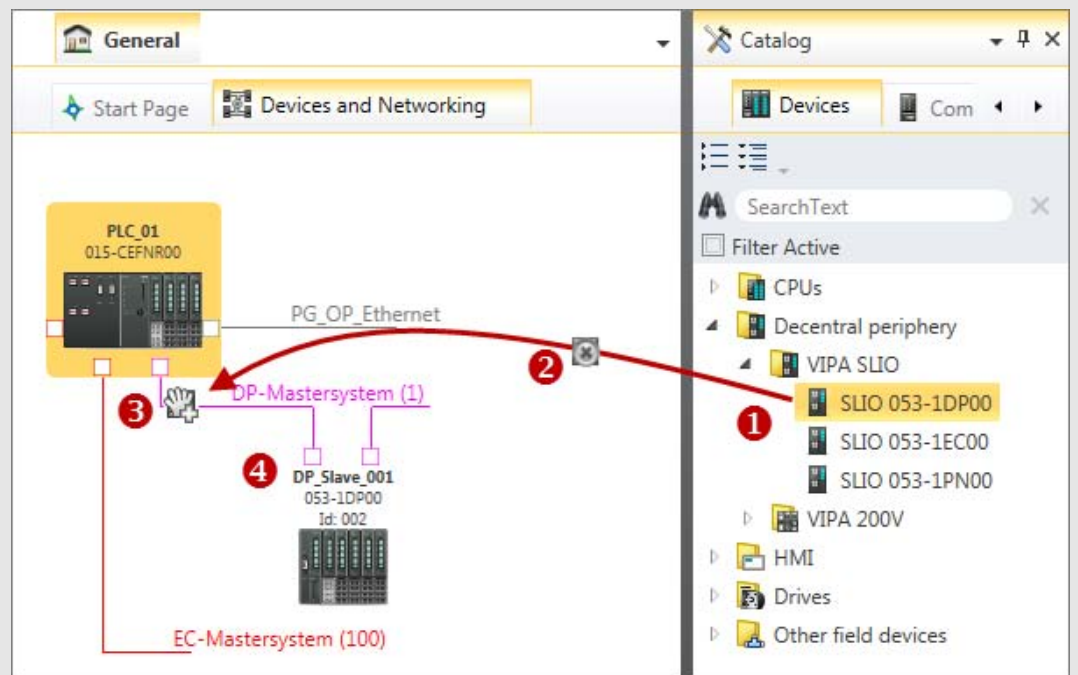 General
Start Page
Devices and Networking
PLC_01
015-CEFNR00
PG_OP_Ethernet
2
3
DP-Mastersystem (1)
4
DP_Slave_001
053-1DP00
Id: 002
EC-Mastersystem (100)
Catalog
Devices
Com
SearchText
Filter Active
CPUs
Decentral periphery
VIPA SLIO
1
SLIO 053-1DP00
SLIO 053-1EC00
SLIO 053-1PN00
VIPA 200V
HMI
Drives
Other field devices